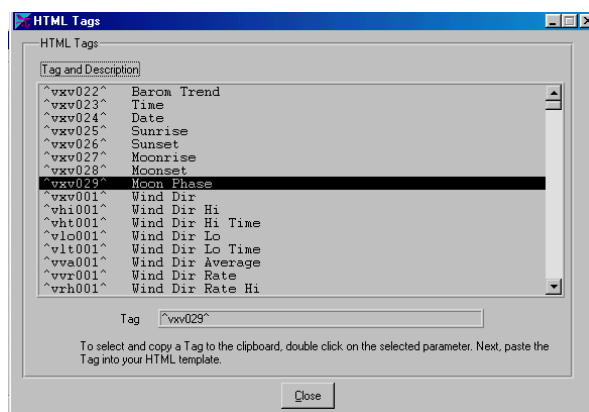 HTML Tags
HTML Tags
Tag and Description
^vxv022^ Barom Trend
^vxv023^ Time
^vxv024^ Date
^vxv025^ Sunrise
^vxv026^ Sunset
^vxv027^ Moonrise
^vxv028^ Moonset
^vxv029^ Moon Phase
^vxv001^ Wind Dir
^vhi001^ Wind Dir Hi
^vht001^ Wind Dir Hi Time
^vlo001^ Wind Dir Lo
^vlt001^ Wind Dir Lo Time
^vva001^ Wind Dir Average
^vvr001^ Wind Dir Rate
^vrh001^ Wind Dir Rate Hi
Tag ^vxv029^
To select and copy a Tag to the clipboard, double click on the selected parameter. Next, paste the
Tag into your HTML template.
Close